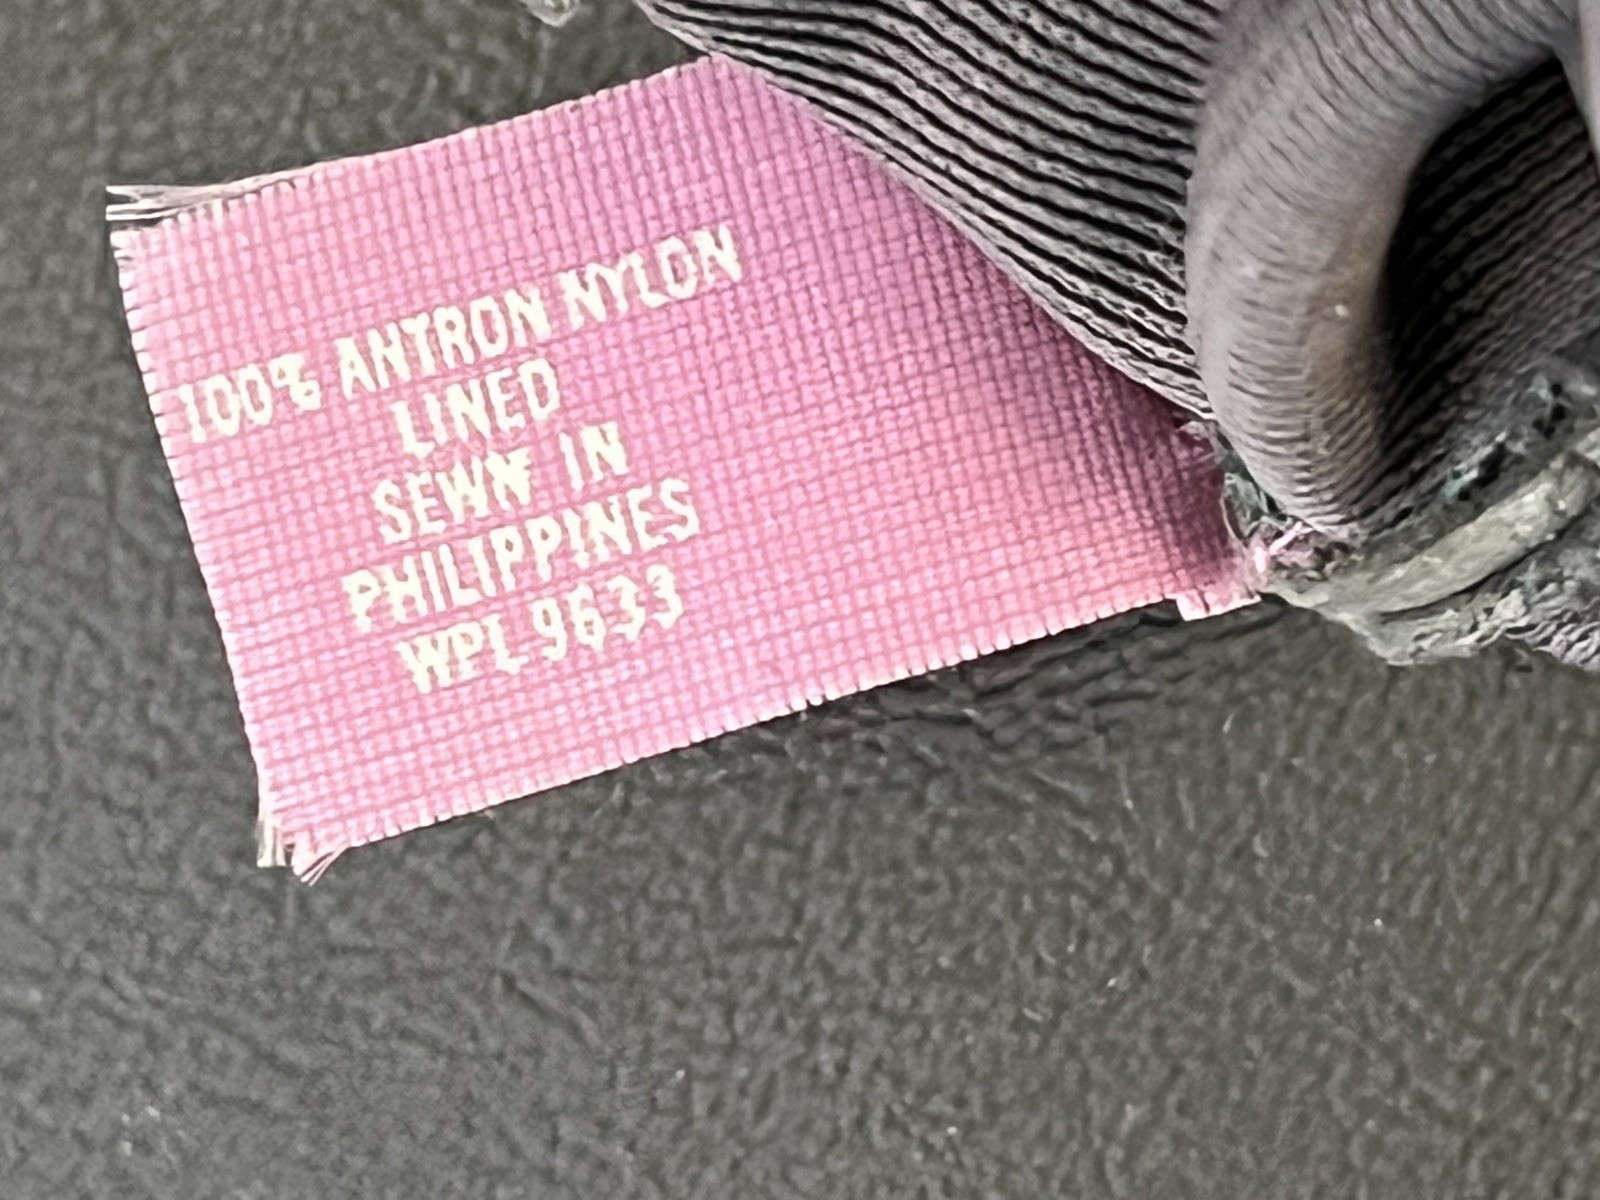 100% ANTRON NYLON
LINED
SEWN IN
PHILIPPINES
WPL 9633